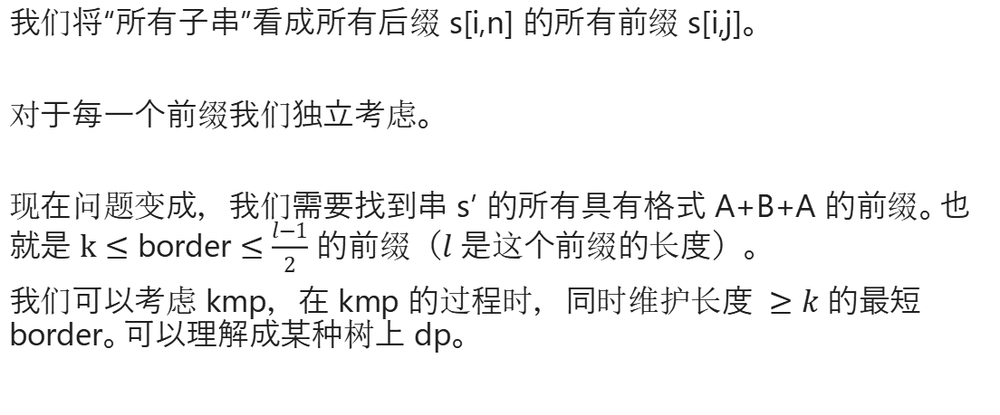 我们将“所有子串”看成所有后缀 s[i,n] 的所有前缀 s[i,j]。
对于每一个前缀我们独立考虑。
现在问题变成，我们需要找到串 s′ 的所有具有格式 A+B+A 的前缀。也
就是 k ≤ border ≤ \frac{l−1}{2} 的前缀（l 是这个前缀的长度）。
我们可以考虑 kmp，在 kmp 的过程时，同时维护长度 ≥ k 的最短
border。可以理解成某种树上 dp。